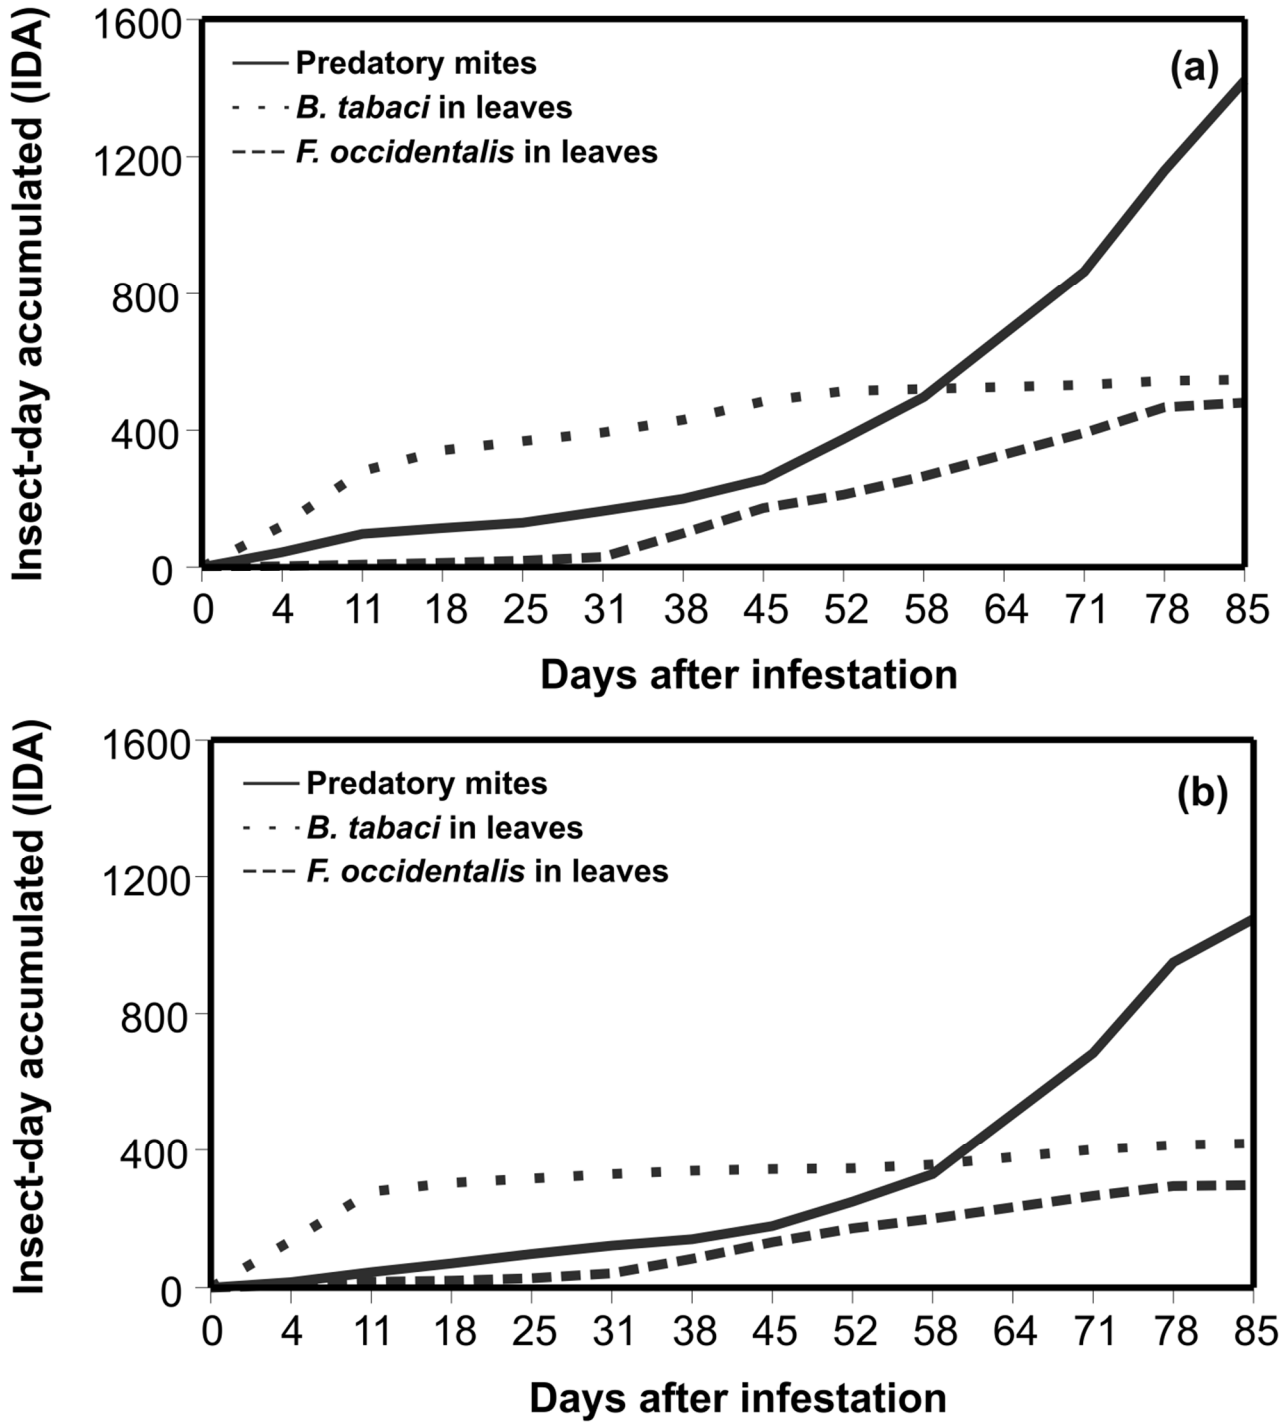 Insect-day accumulated (IDA)
1600
1200
800
400
0
Predatory mites
B. tabaci in leaves
F. occidentalis in leaves
(a)
0 4 11 18 25 31 38 45 52 58 64 71 78 85
Days after infestation
Insect-day accumulated (IDA)
1600
1200
800
400
0
Predatory mites
B. tabaci in leaves
F. occidentalis in leaves
(b)
0 4 11 18 25 31 38 45 52 58 64 71 78 85
Days after infestation